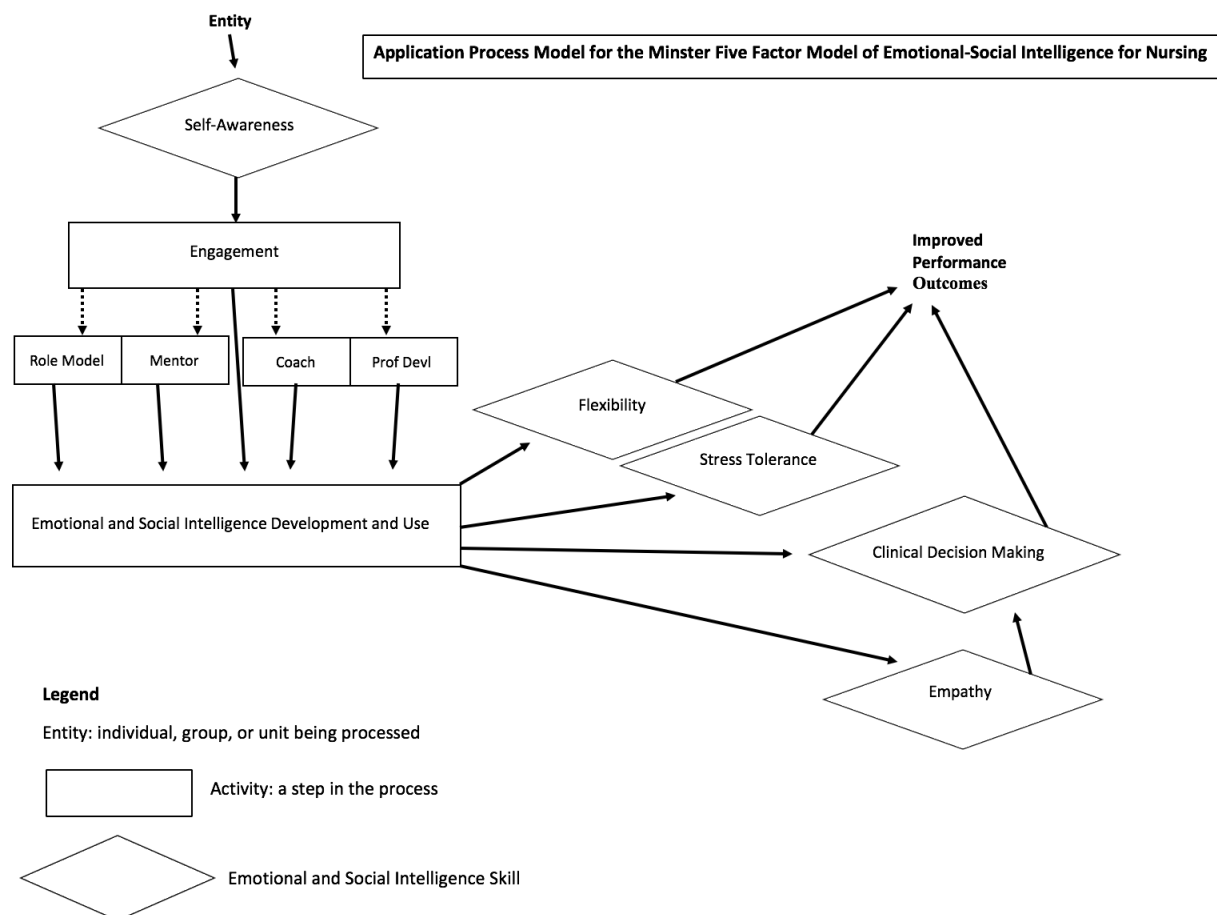 Entity
Application Process Model for the Minster Five Factor Model of Emotional-Social Intelligence for Nursing
Self-Awareness
Engagement
Improved
Performance
Outcomes
Role Model
Mentor
Coach
Prof Devl
Flexibility
Stress Tolerance
Emotional and Social Intelligence Development and Use
Clinical Decision Making
Empathy
Legend
Entity: individual, group, or unit being processed
Activity: a step in the process
Emotional and Social Intelligence Skill